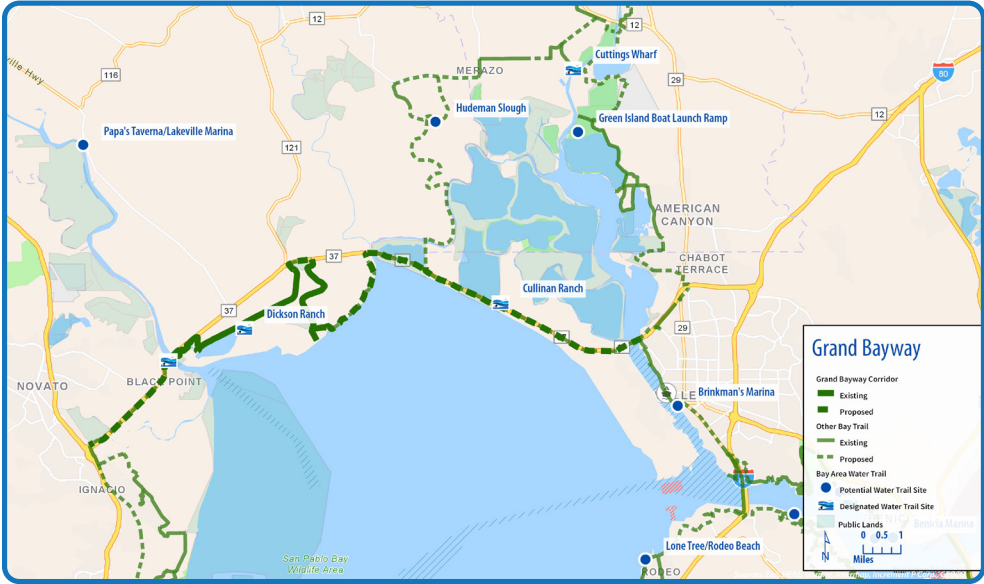 12
12
Cuttings Wharf
ville Hwy
116
MERAZO
29
80
Hudeman Slough
12
Papa's Taverna/Lakeville Marina
Green Island Boat Launch Ramp
121
AMERICAN
CANYON
37
CHABOT
TERRACE
Cullinan Ranch
37
Dickson Ranch
29
NOVATO
BLACK POINT
Brinkman's Marina
IGNACIO
San Pablo Bay
Wildlife Area
Lone Tree/Rodeo Beach
RODEO
Grand Bayway
Grand Bayway Corridor
Existing
Proposed
Other Bay Trail
Existing
Proposed
Bay Area Water Trail
Potential Water Trail Site
Designated Water Trail Site
Public Lands
Benicia Marina
0 0.5 1
N
Miles